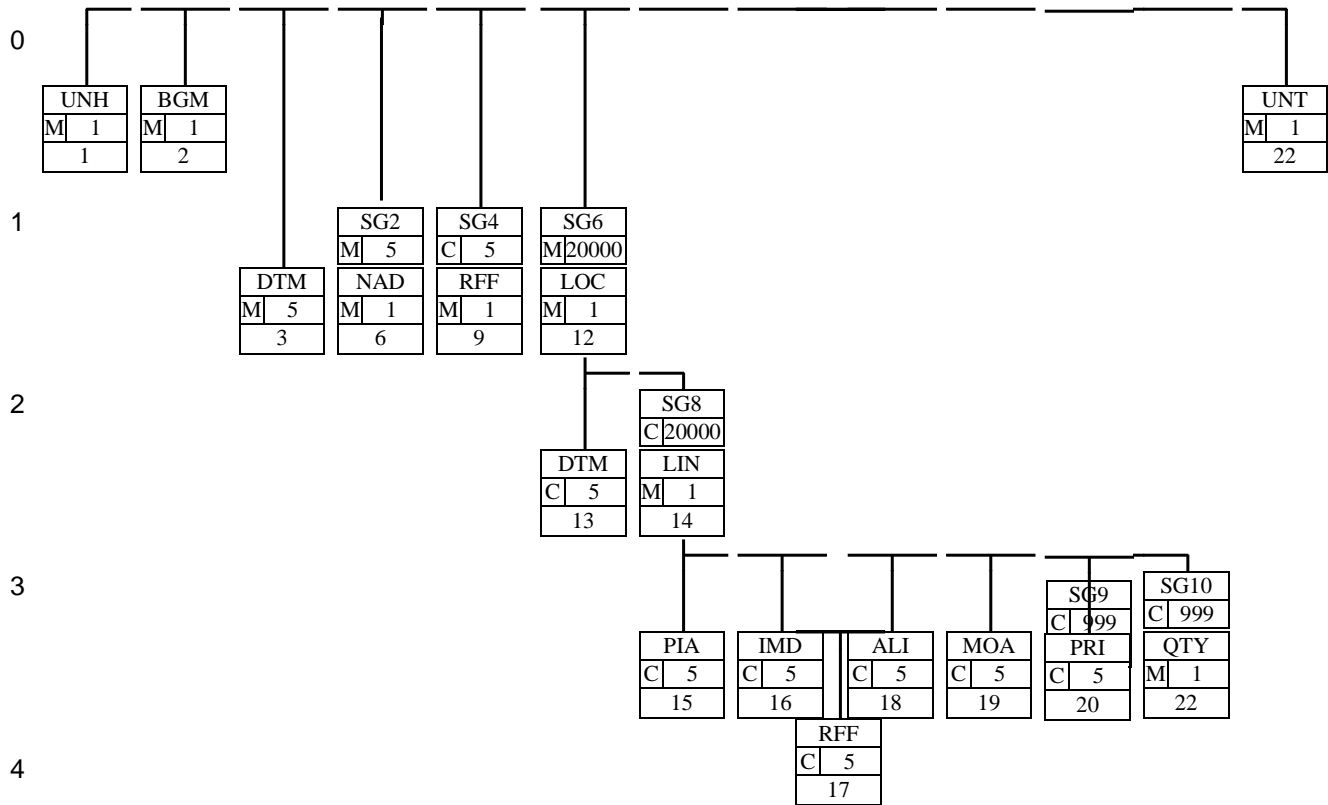 0
UNH BGM UNT
M 1 M 1 M 1
1 2 22
1
SG2 SG4 SG6
M 5 C 5 M 20000
DTM NAD RFF LOC
M 5 M 1 M 1 M 1
3 6 9 12
2
SG8
C 20000
DTM LIN
C 5 M 1
13 14
3
SG9 SG10
C 999 C 999
PIA IMD ALI MOA PRI QTY
C 5 C 5 C 5 C 5 C 5 M 1
15 16 18 19 20 22
RFF
4
C 5
17